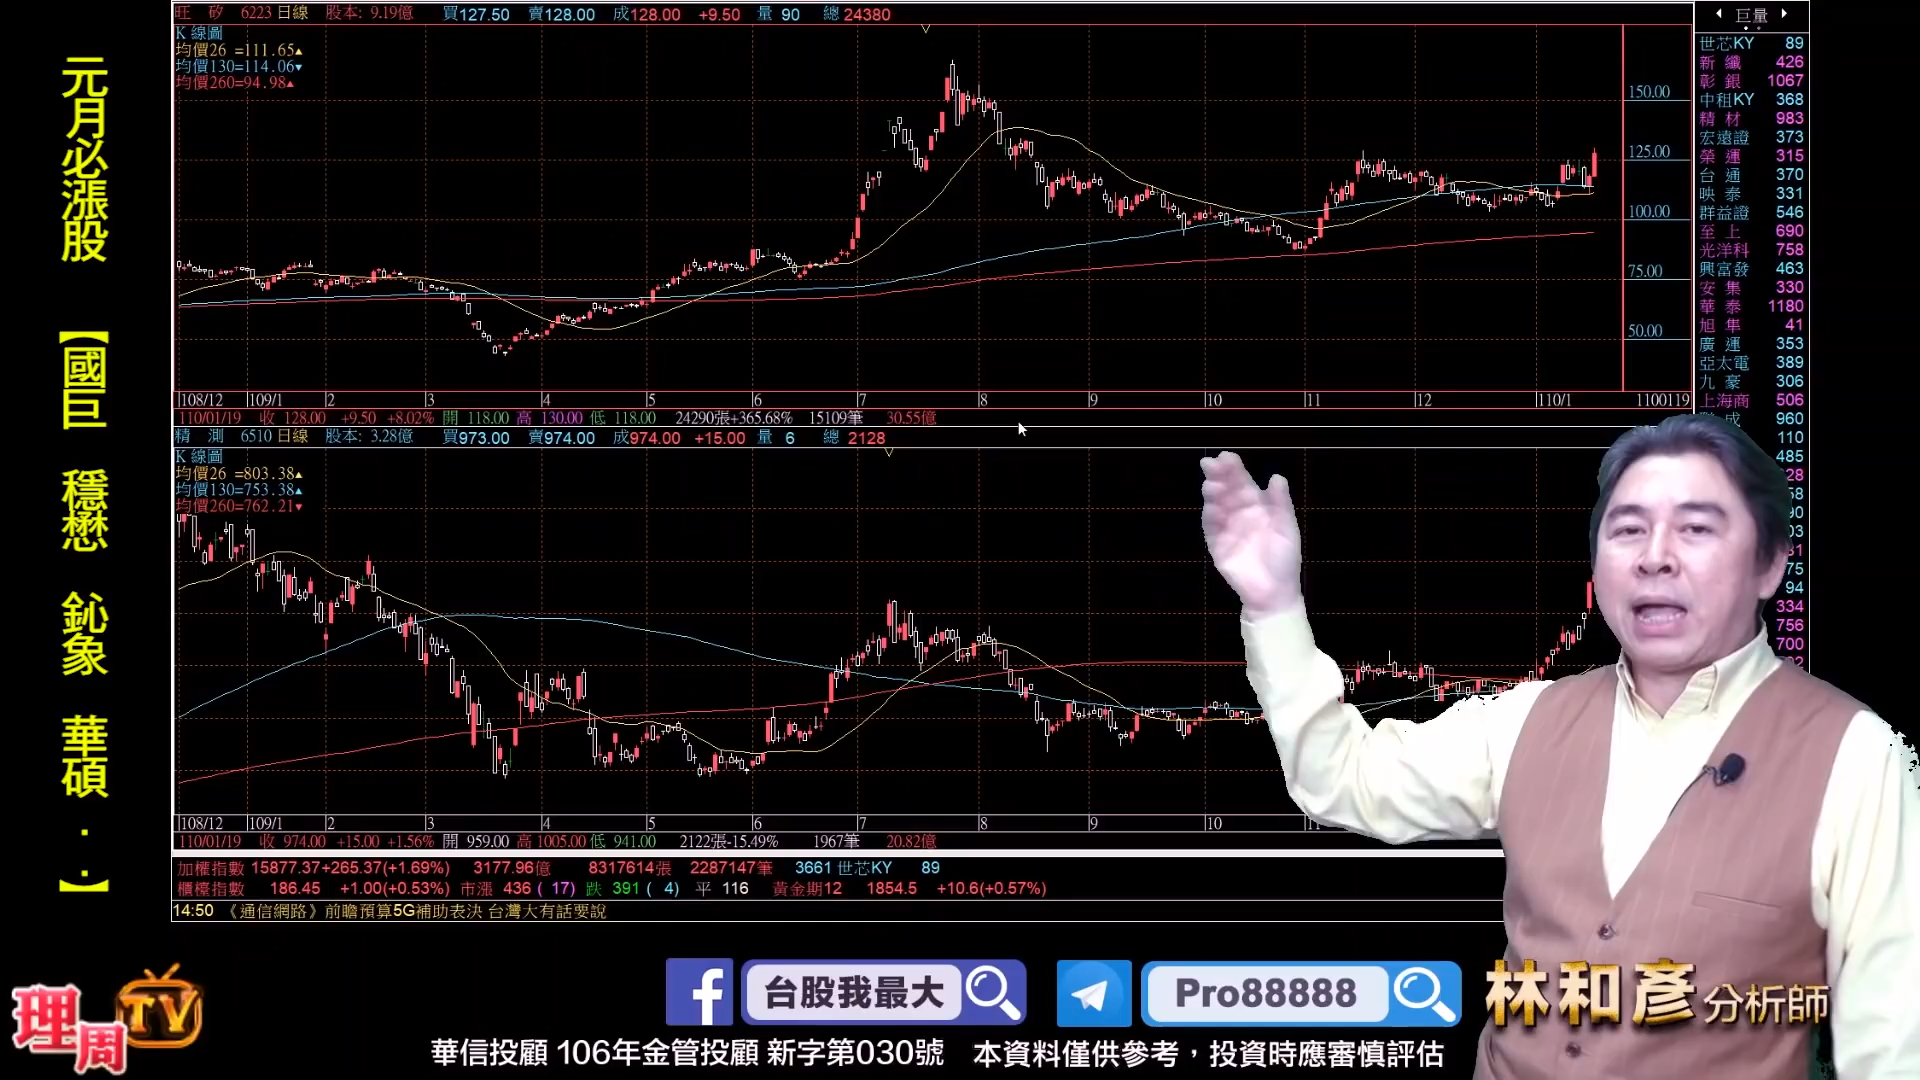 元月必漲股 【國巨 穩懋 鈊象 華碩...】
旺 矽 6223 日線 股本: 9.19億 買127.50 賣128.00 成128.00 +9.50 量 90 總 24380
K 線圖
均價26 =111.65▲
均價130=114.06▼
均價260=94.98▲
150.00
125.00
100.00
75.00
50.00
108/12 109/1 2 3 4 5 6 7 8 9 10 11 12 110/1 1100119
110/01/19 收 128.00 +9.50 +8.02% 開 118.00 高 130.00 低 118.00 24290張+365.68% 15109筆 30.55億
精 測 6510 日線 股本: 3.28億 買973.00 賣974.00 成974.00 +15.00 量 6 總 2128
K 線圖
均價26 =803.38▲
均價130=753.38▲
均價260=762.21▼
108/12 109/1 2 3 4 5 6 7 8 9 10 11
110/01/19 收 974.00 +15.00 +1.56% 開 959.00 高 1005.00 低 941.00 2122張-15.49% 1967筆 20.82億
加權指數 15877.37+265.37(+1.69%) 3177.96億 8317614張 2287147筆 3661 世芯KY 89
櫃檯指數 186.45 +1.00(+0.53%) 市漲 436 ( 17) 跌 391 ( 4) 平 116 黃金期12 1854.5 +10.6(+0.57%)
14:50 《通信網路》前瞻預算5G補助表決 台灣大有話要說
巨量
世芯KY 89
新 纖 426
彰 銀 1067
中租KY 368
精 材 983
宏遠證 373
榮 運 315
台 通 370
映 泰 331
群益證 546
至 上 690
光洋科 758
興富發 463
安 集 330
華 泰 1180
旭 隼 41
廣 運 353
亞太電 389
九 豪 306
上海商 506
成 960
110
485
334
756
700
理周TV
台股我最大
Pro88888
林和彥 分析師
華信投顧 106年金管投顧 新字第030號 本資料僅供參考，投資時應審慎評估